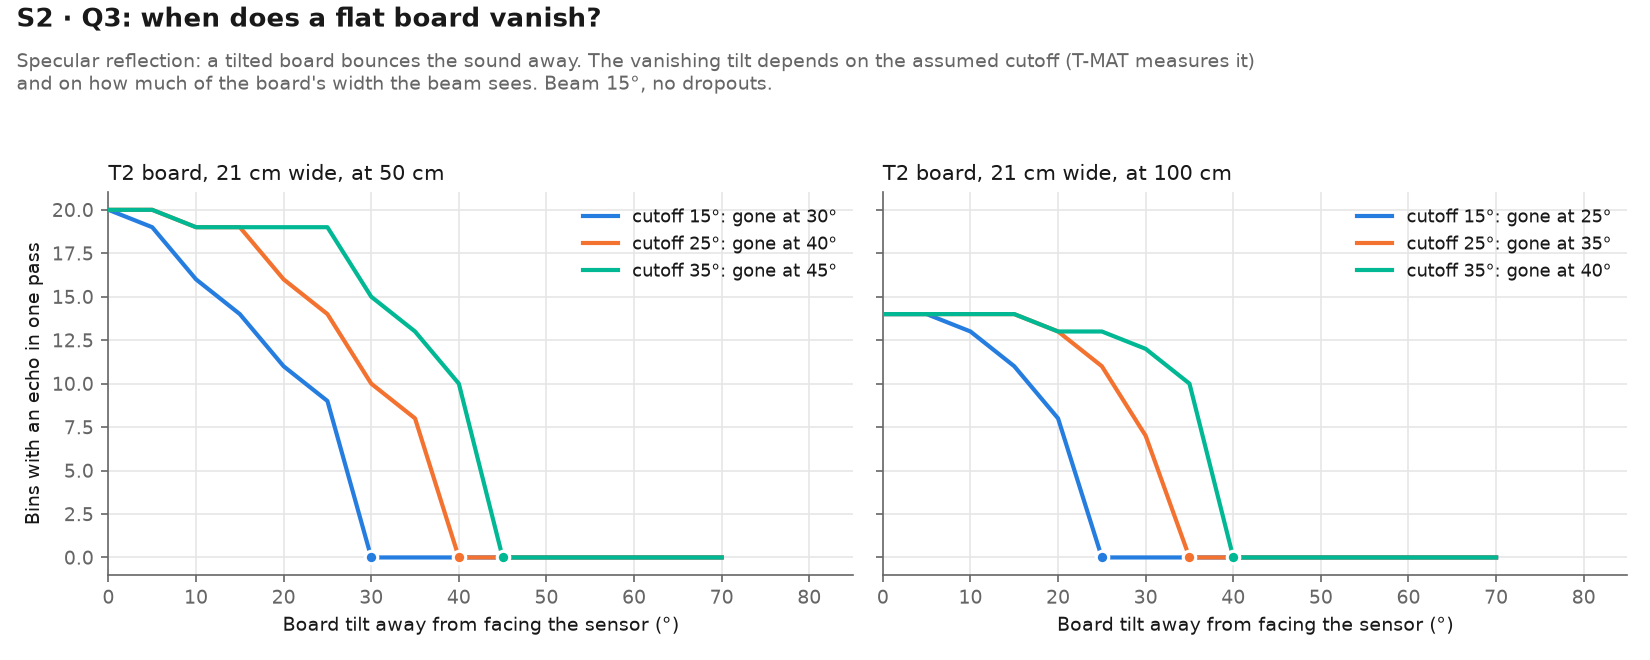 S2 · Q3: when does a flat board vanish?
Specular reflection: a tilted board bounces the sound away. The vanishing tilt depends on the assumed cutoff (T-MAT measures it)
and on how much of the board's width the beam sees. Beam 15°, no dropouts.
T2 board, 21 cm wide, at 50 cm
cutoff 15°: gone at 30°
cutoff 25°: gone at 40°
cutoff 35°: gone at 45°
Bins with an echo in one pass
20.0
17.5
15.0
12.5
10.0
7.5
5.0
2.5
0.0
0 10 20 30 40 50 60 70 80
Board tilt away from facing the sensor (°)
T2 board, 21 cm wide, at 100 cm
cutoff 15°: gone at 25°
cutoff 25°: gone at 35°
cutoff 35°: gone at 40°
0 10 20 30 40 50 60 70 80
Board tilt away from facing the sensor (°)